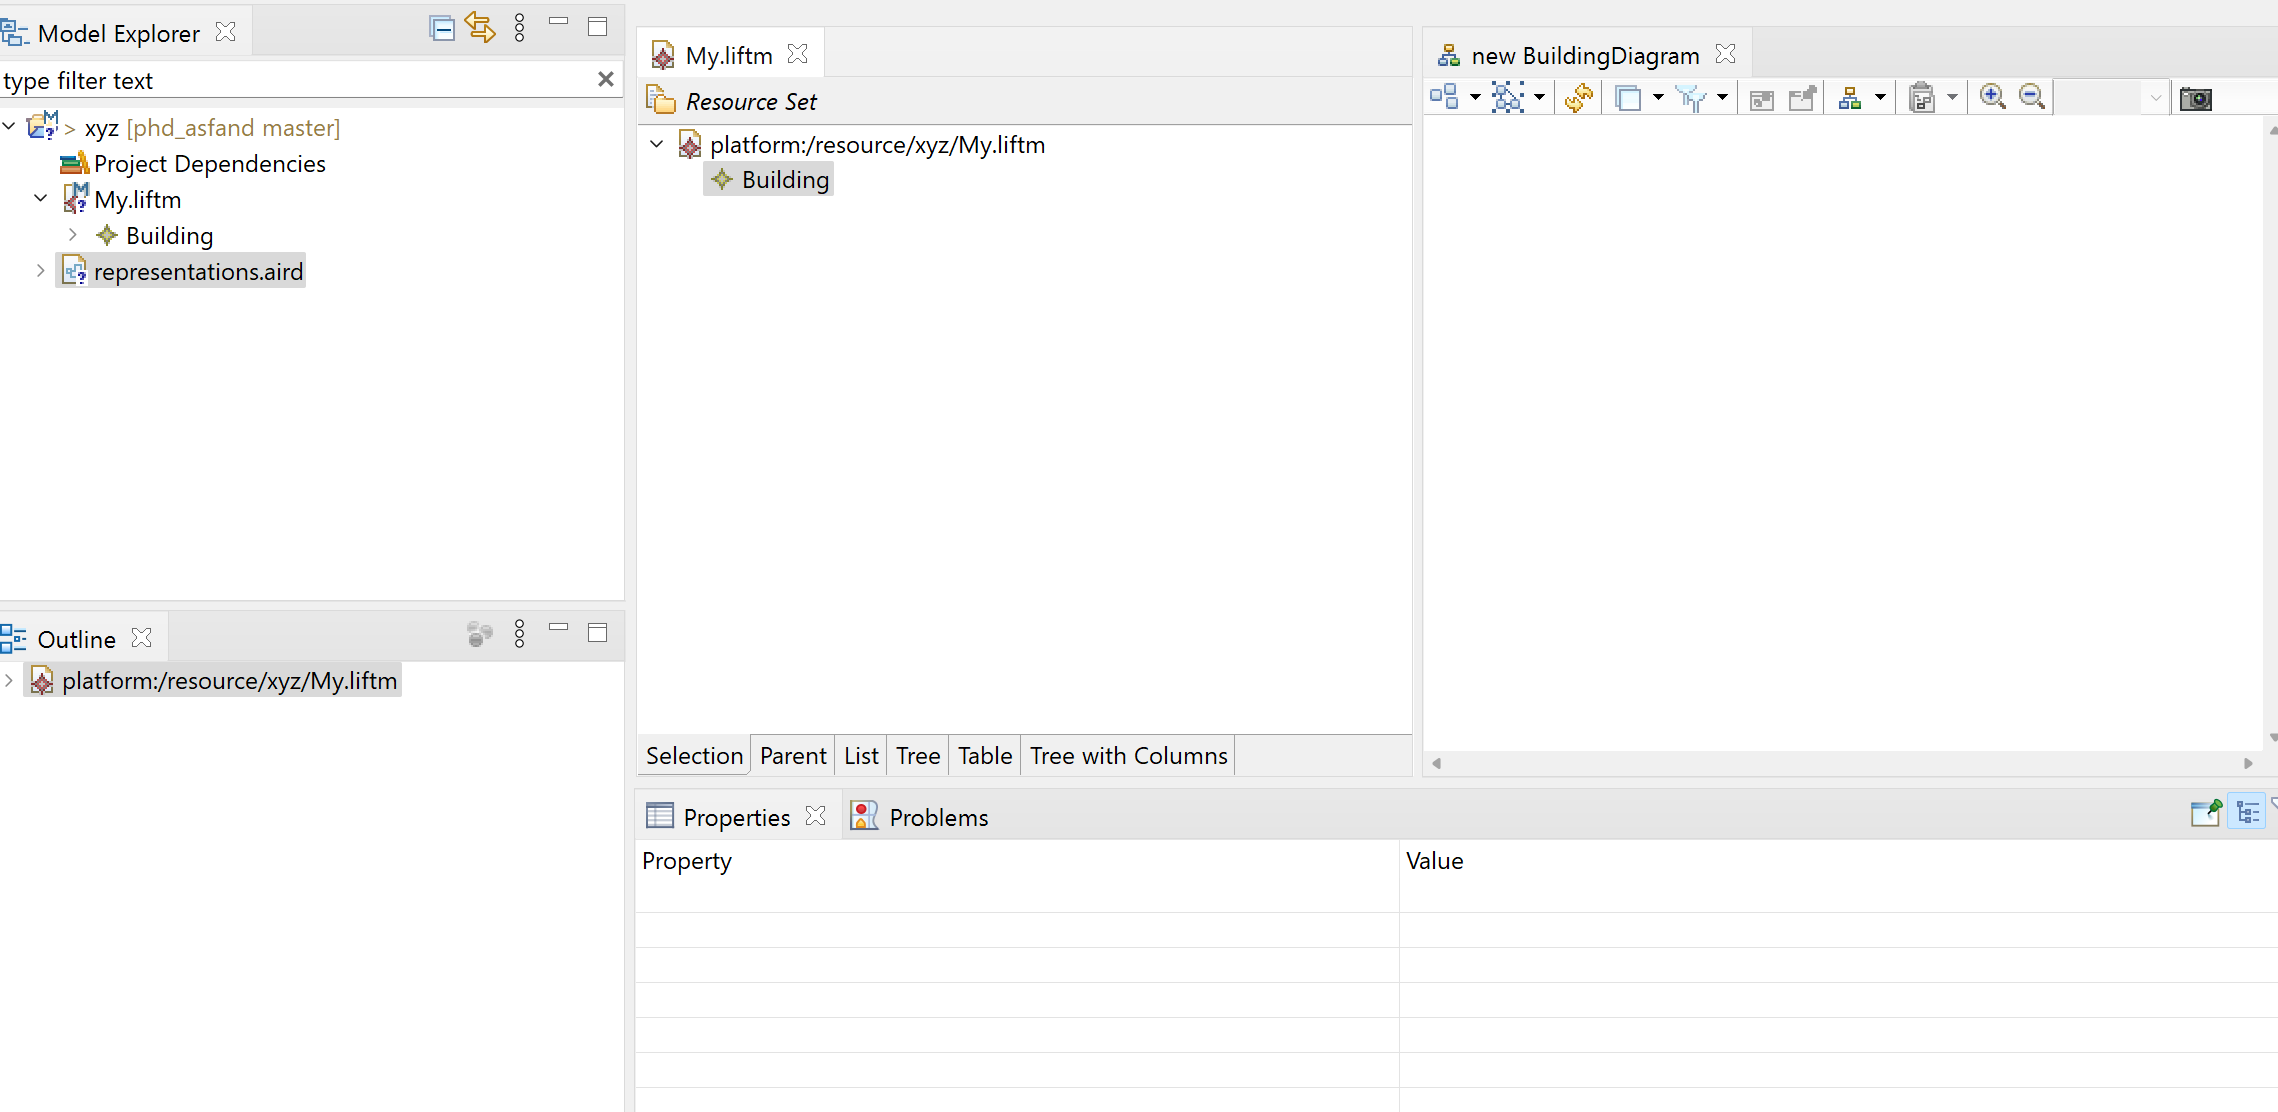 Model Explorer
type filter text
> xyz [phd_asfand master]
Project Dependencies
My.liftm
Building
representations.aird
Outline
platform:/resource/xyz/My.liftm
My.liftm
Resource Set
platform:/resource/xyz/My.liftm
Building
Selection Parent List Tree Table Tree with Columns
new BuildingDiagram
Properties Problems
Property Value